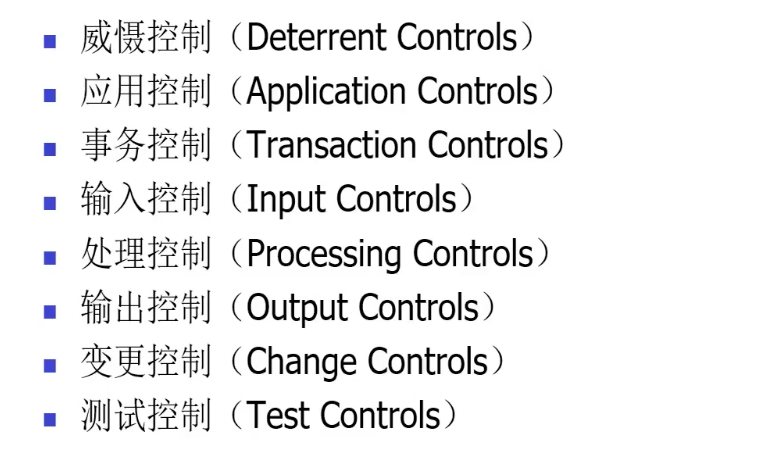 威慑控制（Deterrent Controls）
应用控制（Application Controls）
事务控制（Transaction Controls）
输入控制（Input Controls）
处理控制（Processing Controls）
输出控制（Output Controls）
变更控制（Change Controls）
测试控制（Test Controls）